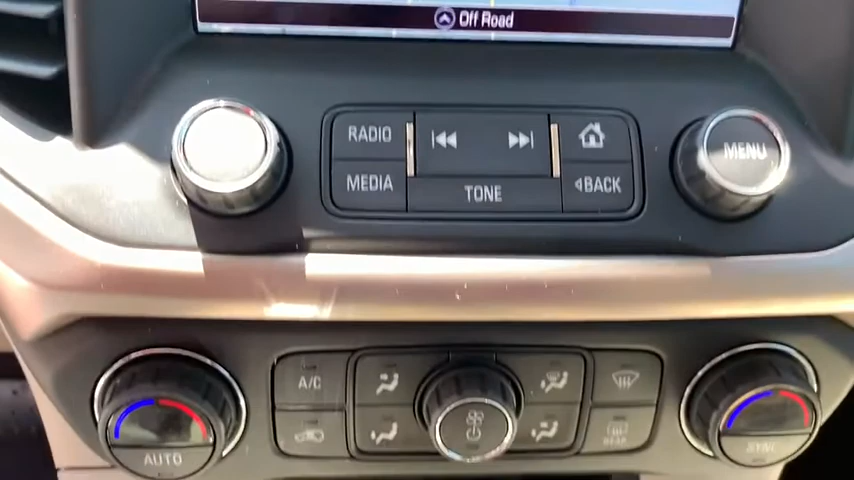 Off Road
RADIO
MENU
MEDIA
TONE
BACK
A/C
AUTO
REAR
SYNC